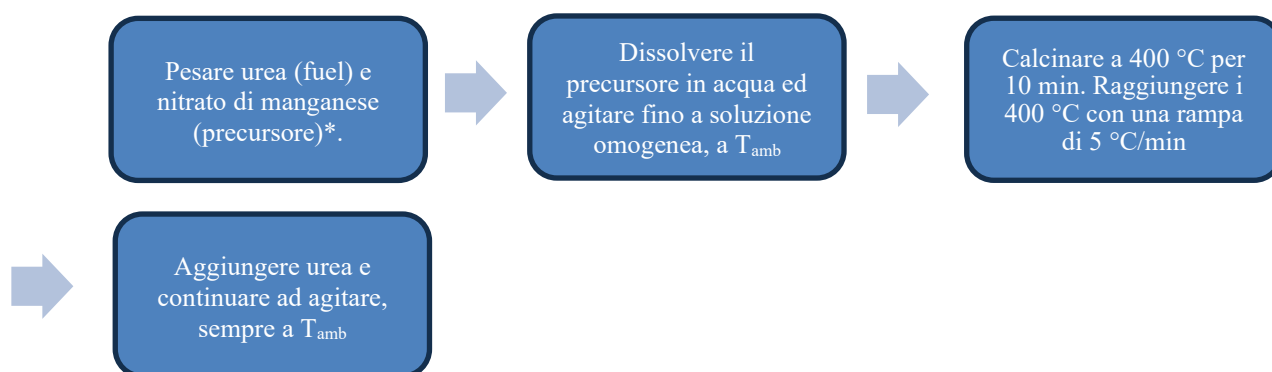 Pesare urea (fuel) e
nitrato di manganese
(precursore)*.
Dissolvere il
precursore in acqua ed
agitare fino a soluzione
omogenea, a Tamb
Calcinare a 400 °C per
10 min. Raggiungere i
400 °C con una rampa
di 5 °C/min
Aggiungere urea e
continuare ad agitare,
sempre a Tamb